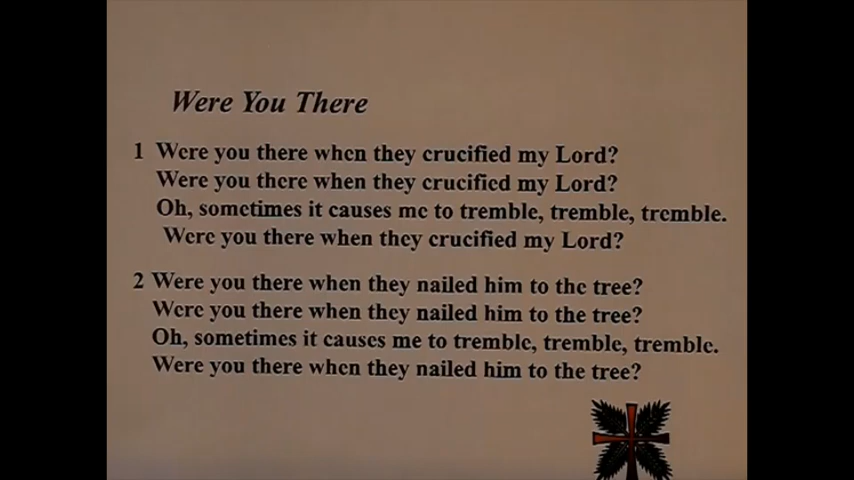 Were You There
1 Were you there when they crucified my Lord?
Were you there when they crucified my Lord?
Oh, sometimes it causes me to tremble, tremble, tremble.
Were you there when they crucified my Lord?
2 Were you there when they nailed him to the tree?
Were you there when they nailed him to the tree?
Oh, sometimes it causes me to tremble, tremble, tremble.
Were you there when they nailed him to the tree?